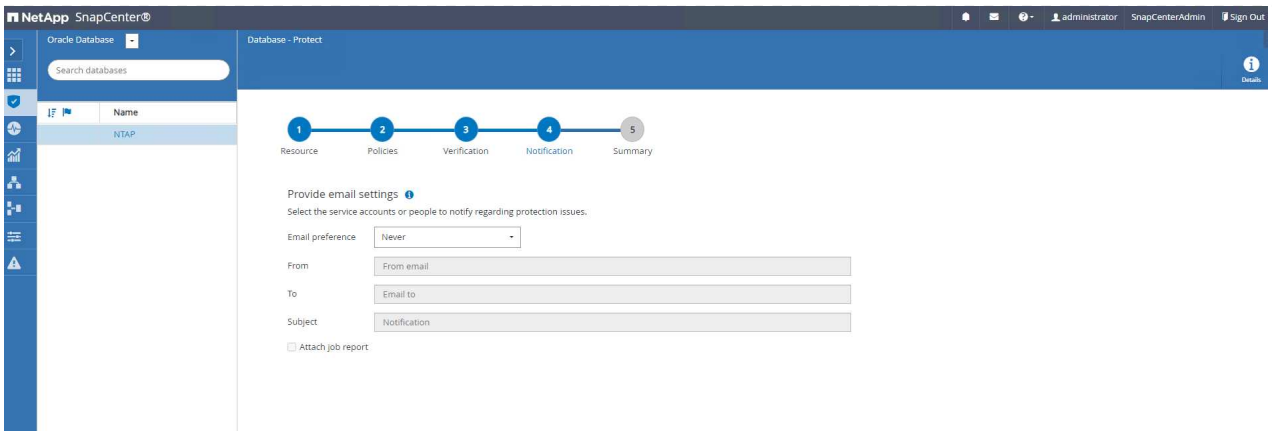 NetApp SnapCenter®
administrator SnapCenterAdmin Sign Out
Oracle Database
Database - Protect
Search databases
Details
Name
NTAP
1 2 3 4 5
Resource Policies Verification Notification Summary
Provide email settings
Select the service accounts or people to notify regarding protection issues.
Email preference Never
From From email
To Email to
Subject Notification
Attach job report